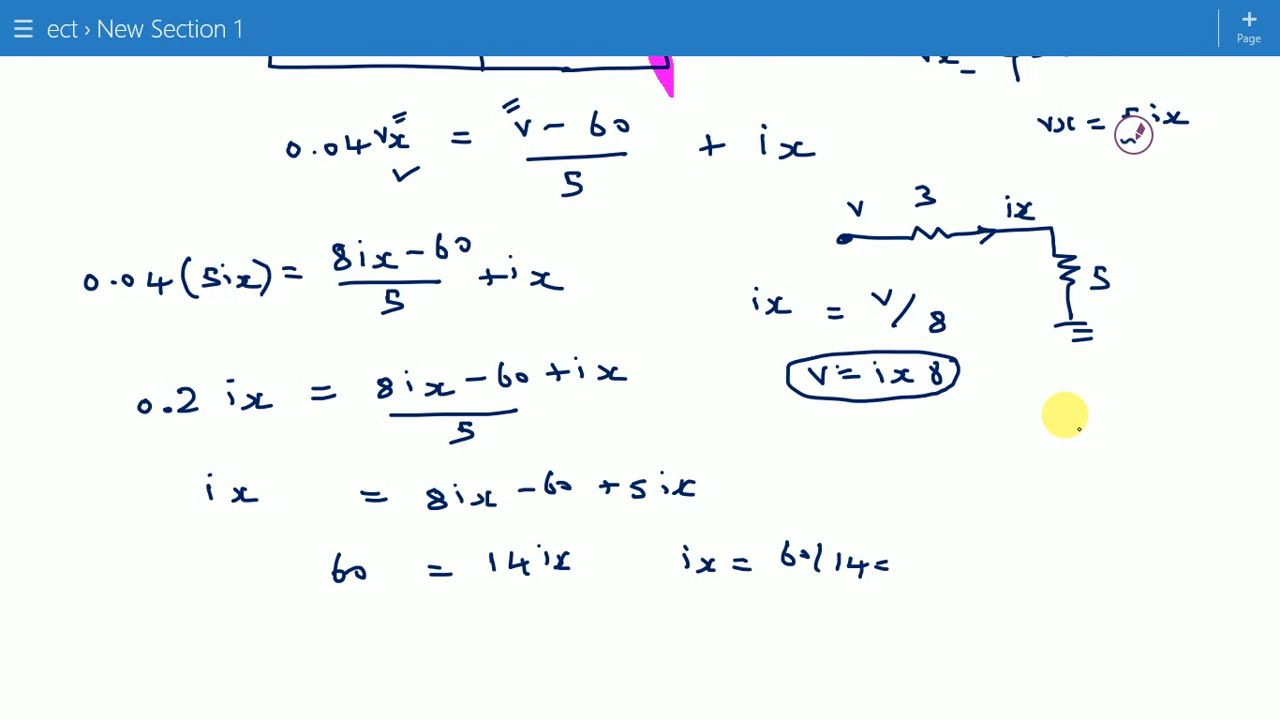 ect › New Section 1
Page
vx = 5ix
0.04vx = v - 60 / 5 + ix
v 3 ix
5
0.04(5ix) = 8ix - 60 / 5 + ix
ix = v/8
v = ix 8
0.2 ix = 8ix - 60 / 5 + ix
ix = 8ix - 60 + 5ix
60 = 14ix ix = 60/14 =